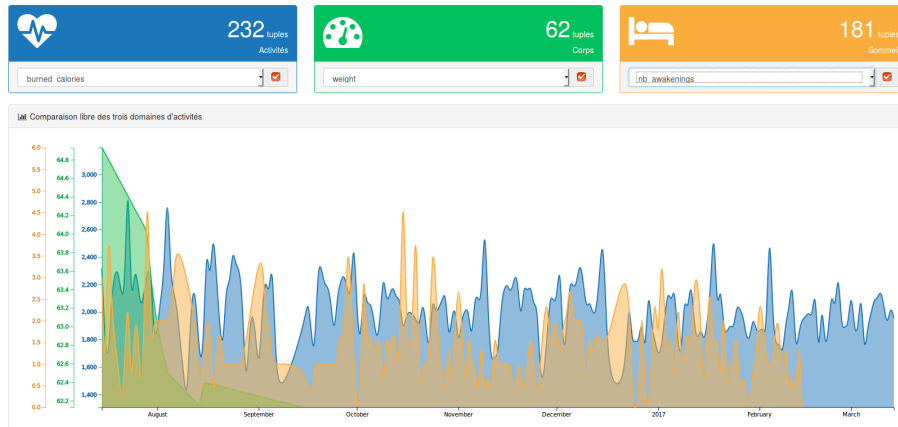 232 tuples
Activités
burned_calories
62 tuples
Corps
weight
181 tuples
Sommeil
nb_awakenings
Comparaison libre des trois domaines d'activités
6.0
5.5
5.0
4.5
4.0
3.5
3.0
2.5
2.0
1.5
1.0
0.5
0.0
64.8
64.6
64.4
64.2
64.0
63.8
63.6
63.4
63.2
63.0
62.8
62.6
62.4
62.2
3,000
2,800
2,600
2,400
2,200
2,000
1,800
1,600
1,400
August
September
October
November
December
2017
February
March